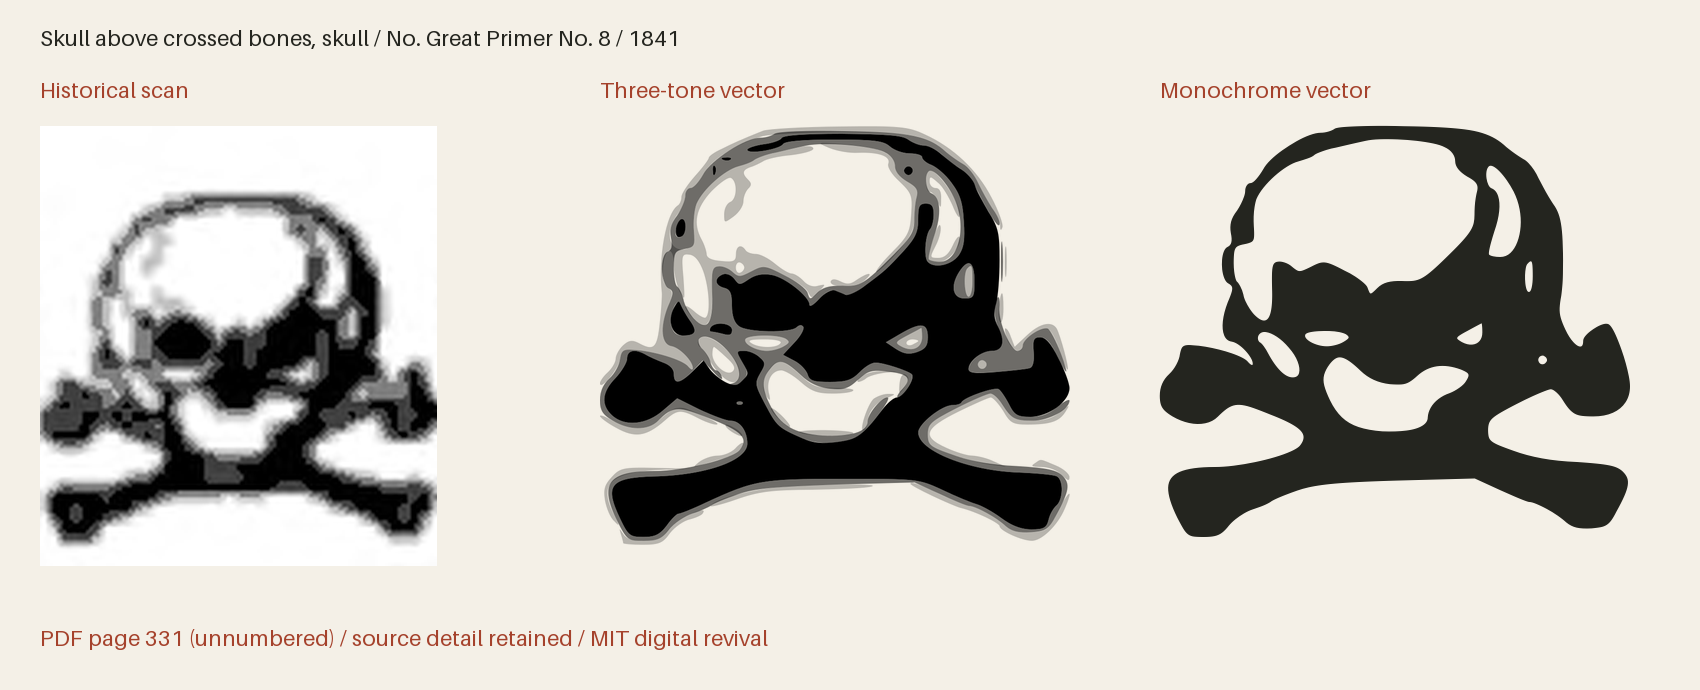 Skull above crossed bones, skull / No. Great Primer No. 8 / 1841
Historical scan
Three-tone vector
Monochrome vector
PDF page 331 (unnumbered) / source detail retained / MIT digital revival